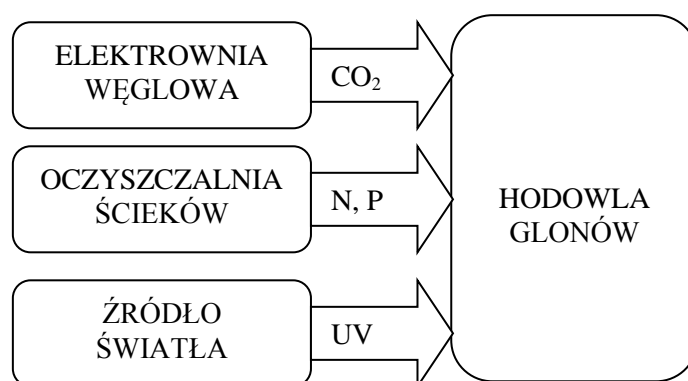 ELEKTROWNIA
WĘGLOWA
CO₂
OCZYSZCZALNIA
ŚCIEKÓW
N, P
ŹRÓDŁO
ŚWIATŁA
UV
HODOWLA
GLONÓW